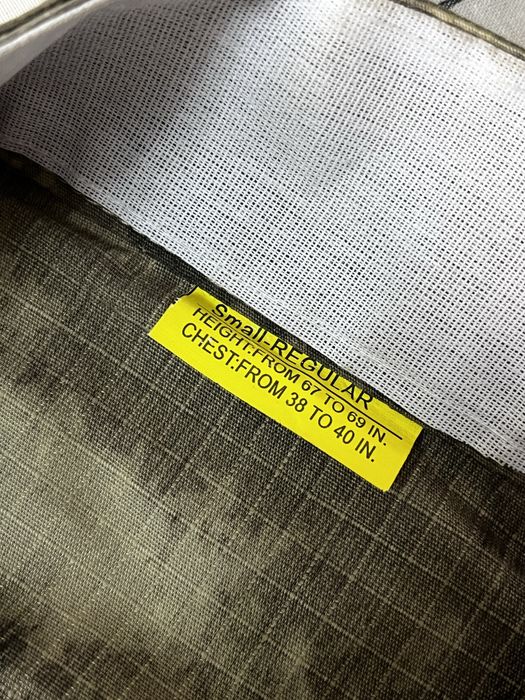 Small-REGULAR
HEIGHT:FROM 67 TO 69 IN.
CHEST:FROM 38 TO 40 IN.